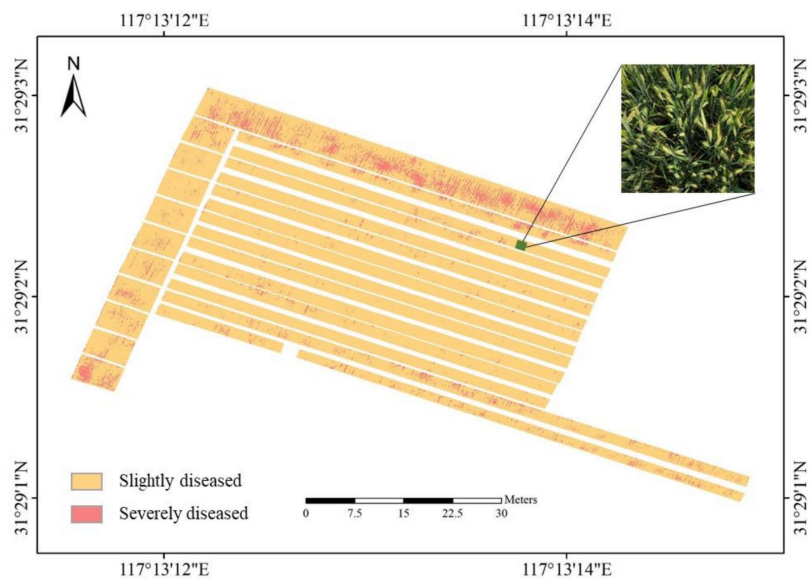 117°13'12"E 117°13'14"E
N
31°29'3"N 31°29'3"N
31°29'2"N 31°29'2"N
31°29'1"N 31°29'1"N
Slightly diseased
Severely diseased
Meters
0 7.5 15 22.5 30
117°13'12"E 117°13'14"E